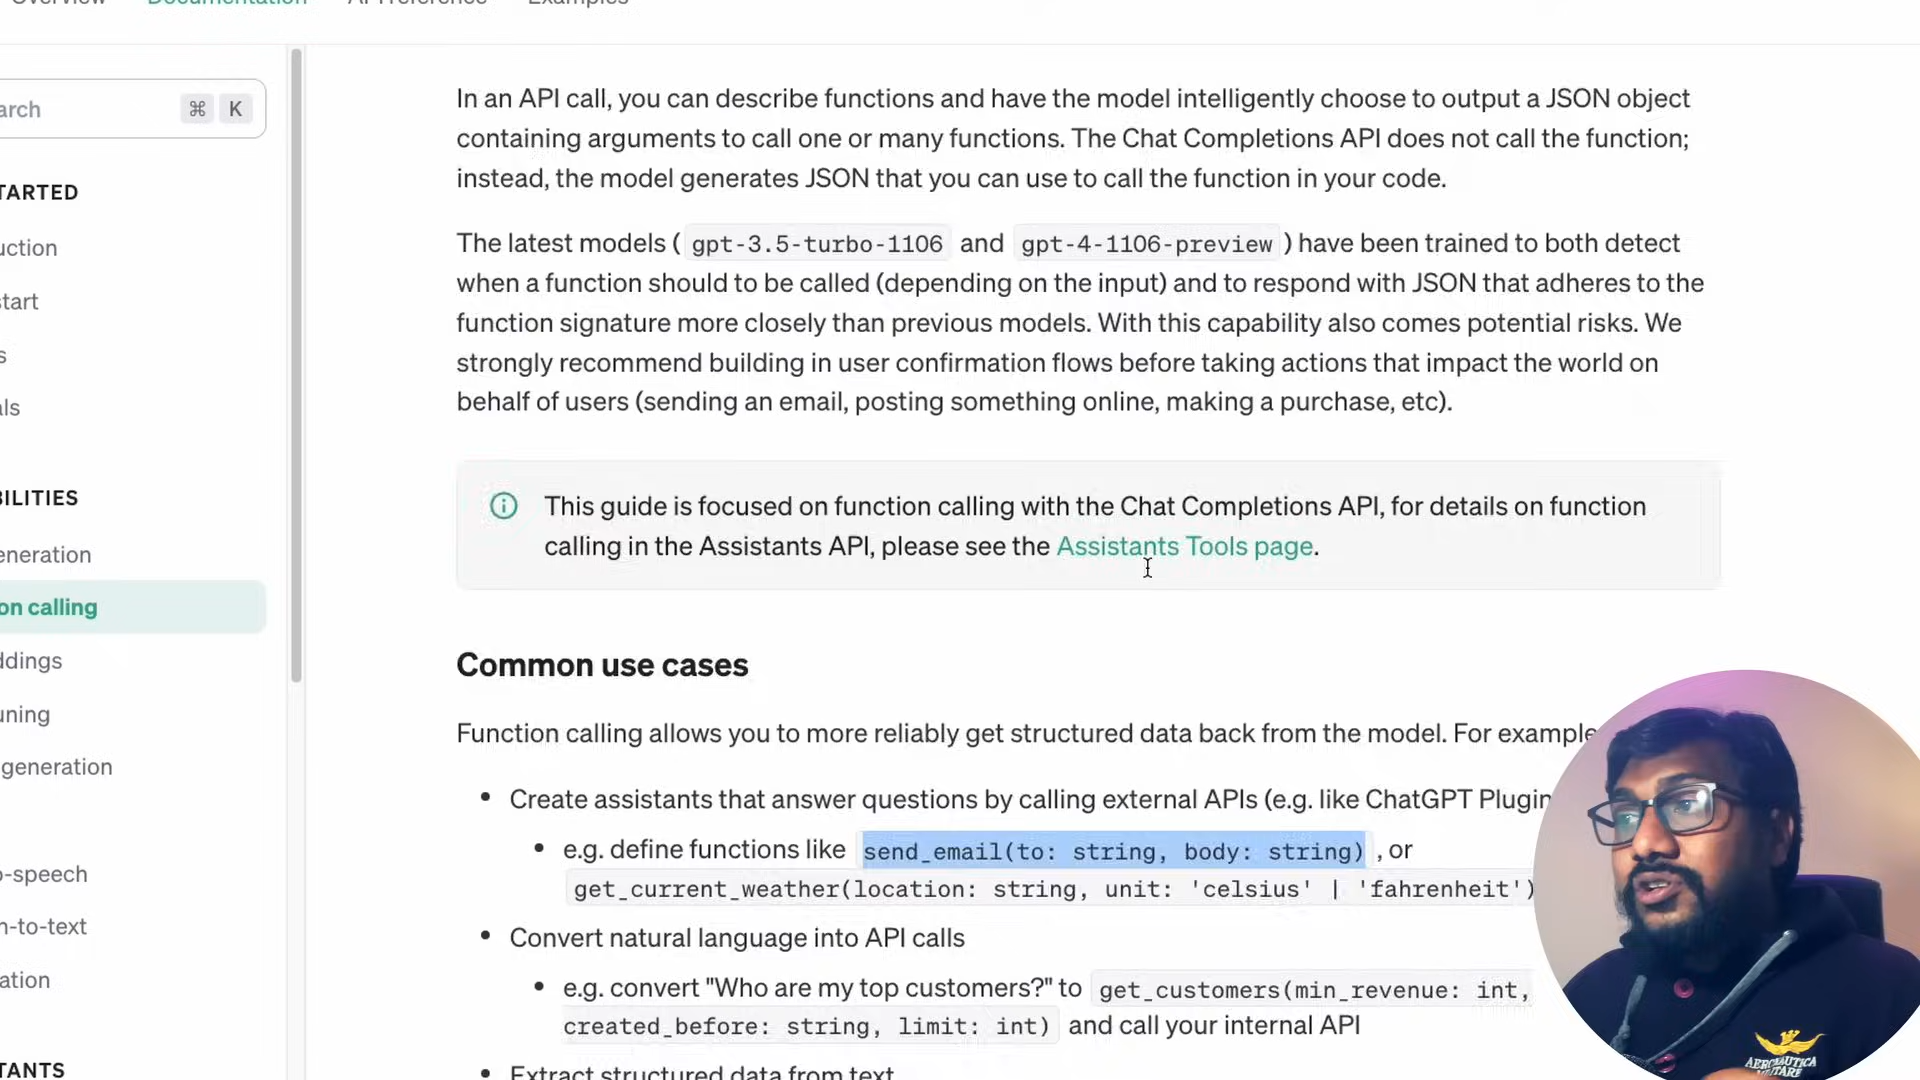 Overview Documentation API Reference Examples
arch ⌘ K
TARTED
uction
start
s
als
BILITIES
eneration
on calling
ddings
uning
generation
o-speech
h-to-text
ation
TANTS
In an API call, you can describe functions and have the model intelligently choose to output a JSON object
containing arguments to call one or many functions. The Chat Completions API does not call the function;
instead, the model generates JSON that you can use to call the function in your code.
The latest models ( gpt-3.5-turbo-1106 and gpt-4-1106-preview ) have been trained to both detect
when a function should to be called (depending on the input) and to respond with JSON that adheres to the
function signature more closely than previous models. With this capability also comes potential risks. We
strongly recommend building in user confirmation flows before taking actions that impact the world on
behalf of users (sending an email, posting something online, making a purchase, etc).
This guide is focused on function calling with the Chat Completions API, for details on function
calling in the Assistants API, please see the Assistants Tools page.
Common use cases
Function calling allows you to more reliably get structured data back from the model. For example
Create assistants that answer questions by calling external APIs (e.g. like ChatGPT Plugin
e.g. define functions like send_email(to: string, body: string) , or
get_current_weather(location: string, unit: 'celsius' | 'fahrenheit')
Convert natural language into API calls
e.g. convert "Who are my top customers?" to get_customers(min_revenue: int,
created_before: string, limit: int) and call your internal API
Extract structured data from text
AERONAUTICA
MILITARE